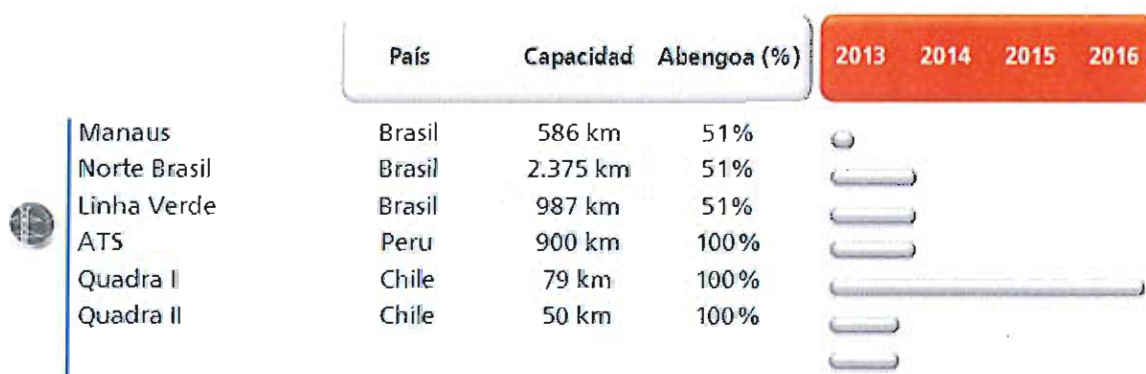 País Capacidad Abengoa (%) 2013 2014 2015 2016
Manaus Brasil 586 km 51%
Norte Brasil Brasil 2.375 km 51%
Linha Verde Brasil 987 km 51%
ATS Peru 900 km 100%
Quadra I Chile 79 km 100%
Quadra II Chile 50 km 100%